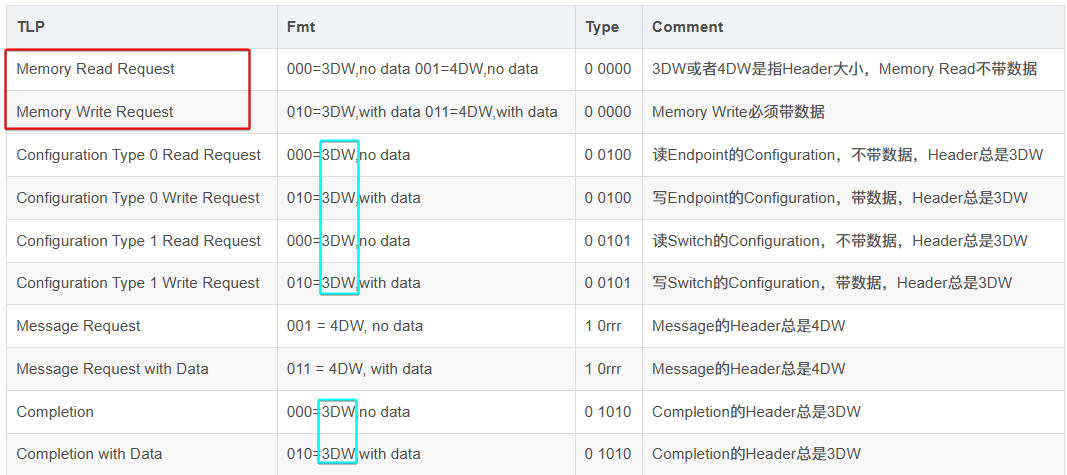 TLP Fmt Type Comment
Memory Read Request 000=3DW,no data 001=4DW,no data 0 0000 3DW或者4DW是指Header大小，Memory Read不带数据
Memory Write Request 010=3DW,with data 011=4DW,with data 0 0000 Memory Write必须带数据
Configuration Type 0 Read Request 000=3DW,no data 0 0100 读Endpoint的Configuration，不带数据，Header总是3DW
Configuration Type 0 Write Request 010=3DW,with data 0 0100 写Endpoint的Configuration，带数据，Header总是3DW
Configuration Type 1 Read Request 000=3DW,no data 0 0101 读Switch的Configuration，不带数据，Header总是3DW
Configuration Type 1 Write Request 010=3DW,with data 0 0101 写Switch的Configuration，带数据，Header总是3DW
Message Request 001 = 4DW, no data 1 0rrr Message的Header总是4DW
Message Request with Data 011 = 4DW, with data 1 0rrr Message的Header总是4DW
Completion 000=3DW,no data 0 1010 Completion的Header总是3DW
Completion with Data 010=3DW,with data 0 1010 Completion的Header总是3DW